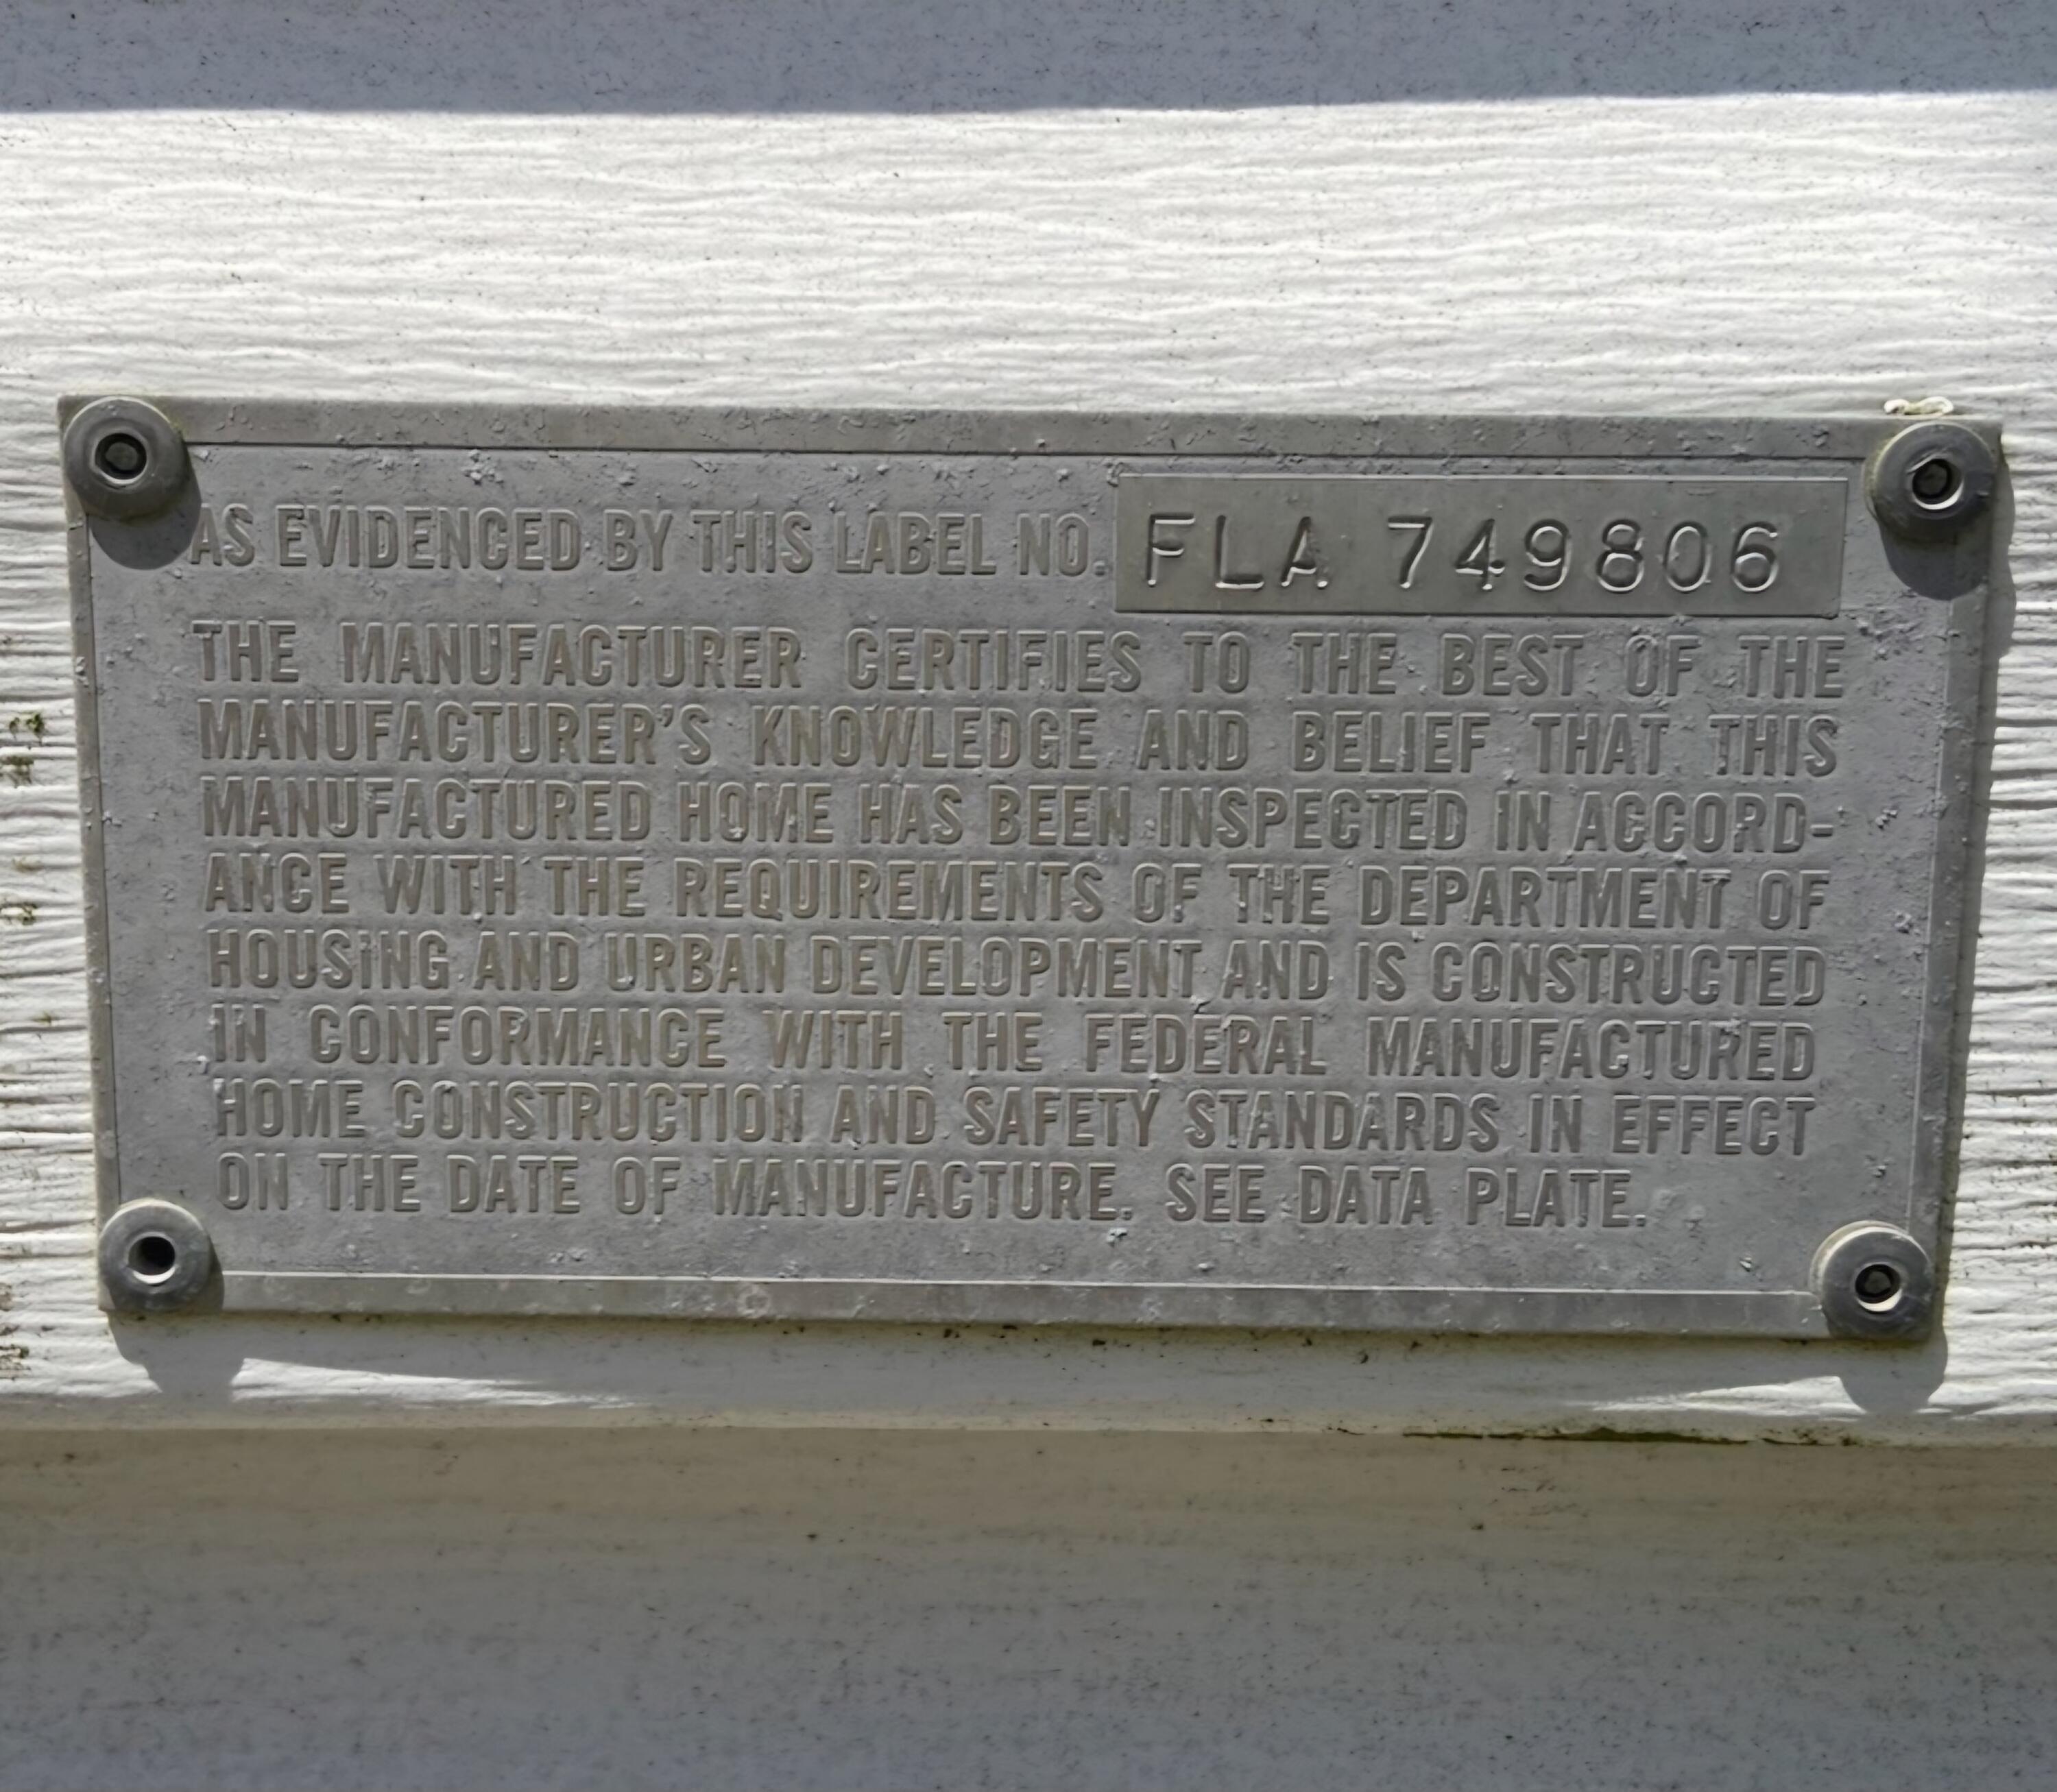 AS EVIDENCED BY THIS LABEL NO. FLA 749806
THE MANUFACTURER CERTIFIES TO THE BEST OF THE
MANUFACTURER'S KNOWLEDGE AND BELIEF THAT THIS
MANUFACTURED HOME HAS BEEN INSPECTED IN ACCORD-
ANCE WITH THE REQUIREMENTS OF THE DEPARTMENT OF
HOUSING AND URBAN DEVELOPMENT AND IS CONSTRUCTED
IN CONFORMANCE WITH THE FEDERAL MANUFACTURED
HOME CONSTRUCTION AND SAFETY STANDARDS IN EFFECT
ON THE DATE OF MANUFACTURE. SEE DATA PLATE.